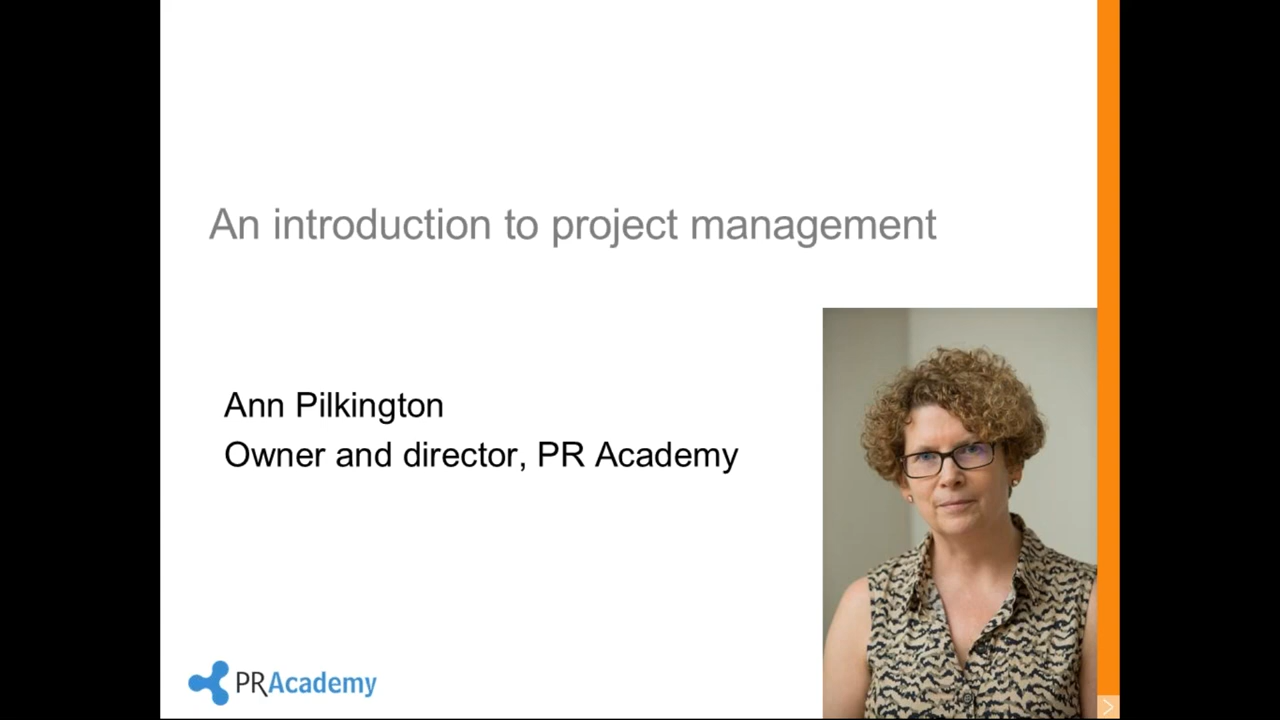 An introduction to project management
Ann Pilkington
Owner and director, PR Academy
PRAcademy